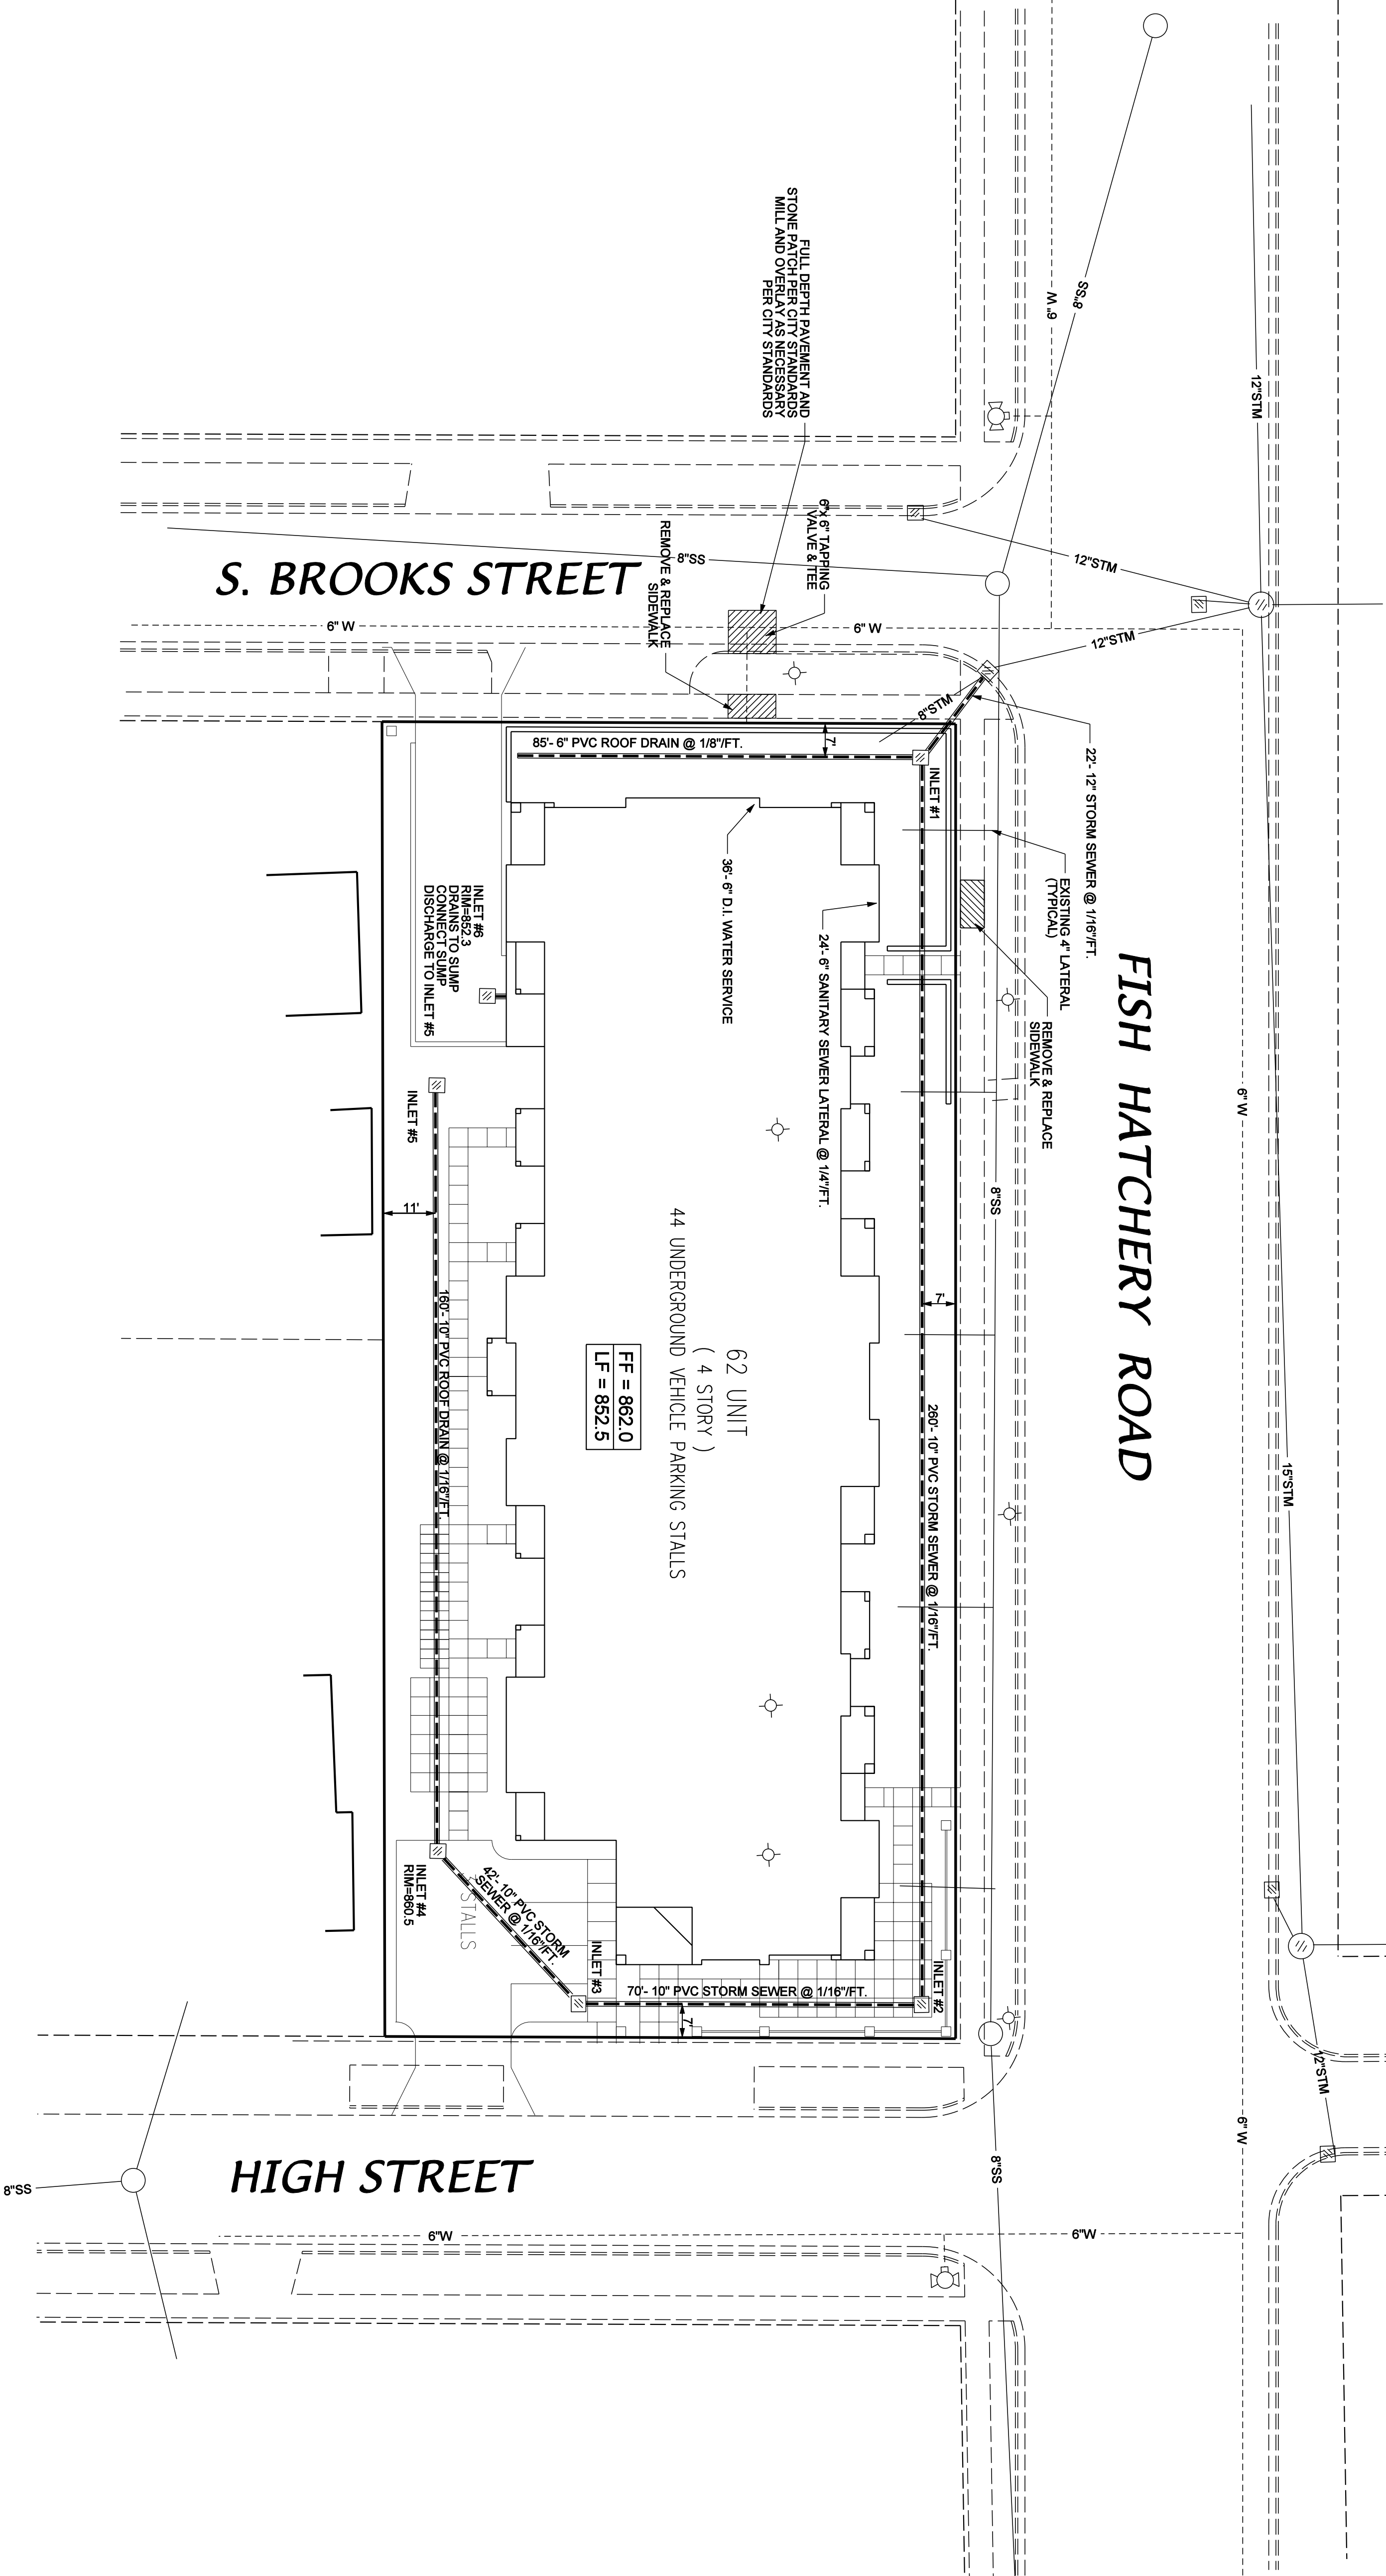 8"SS
6" W
12"STM
FULL DEPTH PAVEMENT AND
STONE PATCH PER CITY STANDARDS
MILL AND OVERLAY AS NECESSARY
PER CITY STANDARDS
6"x 6" TAPPING
VALVE & TEE
REMOVE & REPLACE
SIDEWALK
8"SS
12"STM
S. BROOKS STREET
6" W
6" W
12"STM
8"STM
22'- 12" STORM SEWER @ 1/16"/FT.
85'- 6" PVC ROOF DRAIN @ 1/8"/FT.
7'
INLET #1
EXISTING 4" LATERAL
(TYPICAL)
REMOVE & REPLACE
SIDEWALK
36'- 6" D.I. WATER SERVICE
24'- 6" SANITARY SEWER LATERAL @ 1/4"/FT.
INLET #6
RIM=852.3
DRAINS TO SUMP
CONNECT SUMP
DISCHARGE TO INLET #5
FISH HATCHERY ROAD
6" W
INLET #5
11'
8"SS
7'
44 UNDERGROUND VEHICLE PARKING STALLS
62 UNIT
( 4 STORY )
FF = 862.0
LF = 852.5
160'- 10" PVC ROOF DRAIN @ 1/16"/FT.
260'- 10" PVC STORM SEWER @ 1/16"/FT.
15"STM
INLET #4
RIM=860.5
STALLS
42'- 10" PVC STORM
SEWER @ 1/16"/FT.
INLET #3
70'- 10" PVC STORM SEWER @ 1/16"/FT.
INLET #2
7'
12"STM
6" W
HIGH STREET
8"SS
8"SS
6"W
6"W